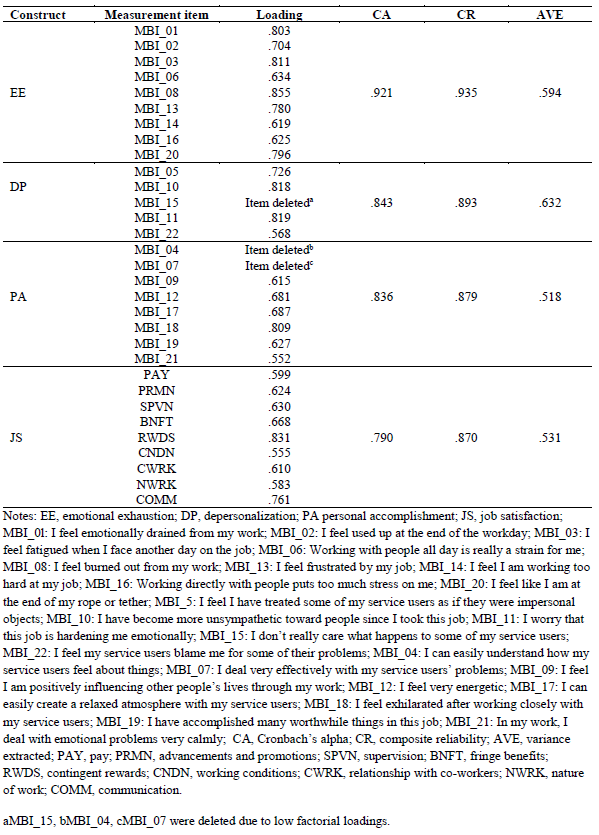 Construct Measurement item Loading CA CR AVE
MBI_01 .803
MBI_02 .704
MBI_03 .811
MBI_06 .634
EE MBI_08 .855 .921 .935 .594
MBI_13 .780
MBI_14 .619
MBI_16 .625
MBI_20 .796
MBI_05 .726
MBI_10 .818
DP MBI_15 Item deletedᵃ .843 .893 .632
MBI_11 .819
MBI_22 .568
MBI_04 Item deletedᵇ
MBI_07 Item deletedᶜ
MBI_09 .615
PA MBI_12 .681 .836 .879 .518
MBI_17 .687
MBI_18 .809
MBI_19 .627
MBI_21 .552
PAY .599
PRMN .624
SPVN .630
BNFT .668
JS RWDS .831 .790 .870 .531
CNDN .555
CWRK .610
NWRK .583
COMM .761
Notes: EE, emotional exhaustion; DP, depersonalization; PA personal accomplishment; JS, job satisfaction;
MBI_0l: I feel emotionally drained from my work; MBI_02: I feel used up at the end of the workday; MBI_03: I
feel fatigued when I face another day on the job; MBI_06: Working with people all day is really a strain for me;
MBI_08: I feel burned out from my work; MBI_13: I feel frustrated by my job; MBI_14: I feel I am working too
hard at my job; MBI_16: Working directly with people puts too much stress on me; MBI_20: I feel like I am at
the end of my rope or tether; MBI_5: I feel I have treated some of my service users as if they were impersonal
objects; MBI_10: I have become more unsympathetic toward people since I took this job; MBI_11: I worry that
this job is hardening me emotionally; MBI_15: I don’t really care what happens to some of my service users;
MBI_22: I feel my service users blame me for some of their problems; MBI_04: I can easily understand how my
service users feel about things; MBI_07: I deal very effectively with my service users’ problems; MBI_09: I feel
I am positively influencing other people’s lives through my work; MBI_12: I feel very energetic; MBI_17: I can
easily create a relaxed atmosphere with my service users; MBI_18: I feel exhilarated after working closely with
my service users; MBI_19: I have accomplished many worthwhile things in this job; MBI_21: In my work, I
deal with emotional problems very calmly; CA, Cronbach’s alpha; CR, composite reliability; AVE, variance
extracted; PAY, pay; PRMN, advancements and promotions; SPVN, supervision; BNFT, fringe benefits;
RWDS, contingent rewards; CNDN, working conditions; CWRK, relationship with co-workers; NWRK, nature
of work; COMM, communication.
aMBI_15, bMBI_04, cMBI_07 were deleted due to low factorial loadings.